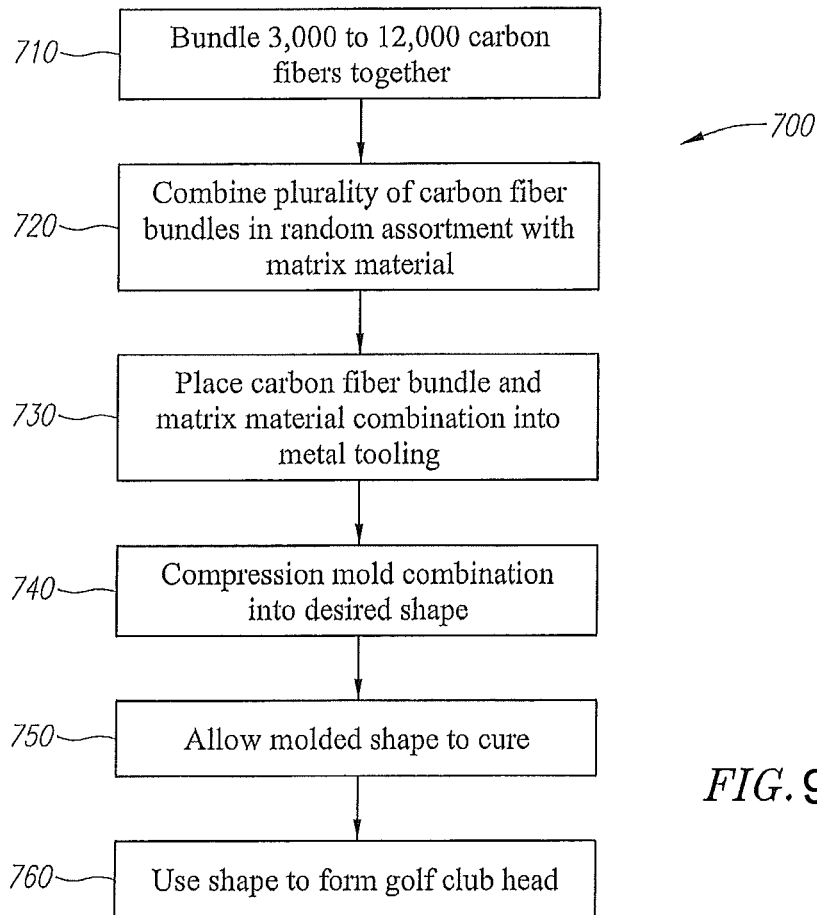 710
Bundle 3,000 to 12,000 carbon
fibers together
700
720
Combine plurality of carbon fiber
bundles in random assortment with
matrix material
730
Place carbon fiber bundle and
matrix material combination into
metal tooling
740
Compression mold combination
into desired shape
750
Allow molded shape to cure
FIG. 9
760
Use shape to form golf club head